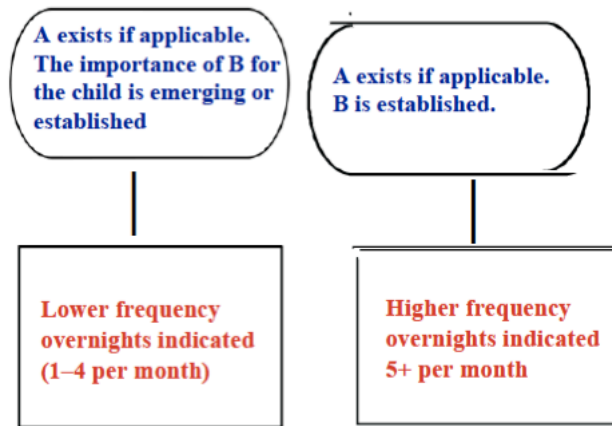 A exists if applicable.
The importance of B for
the child is emerging or
established
A exists if applicable.
B is established.
Lower frequency
overnights indicated
(1–4 per month)
Higher frequency
overnights indicated
5+ per month